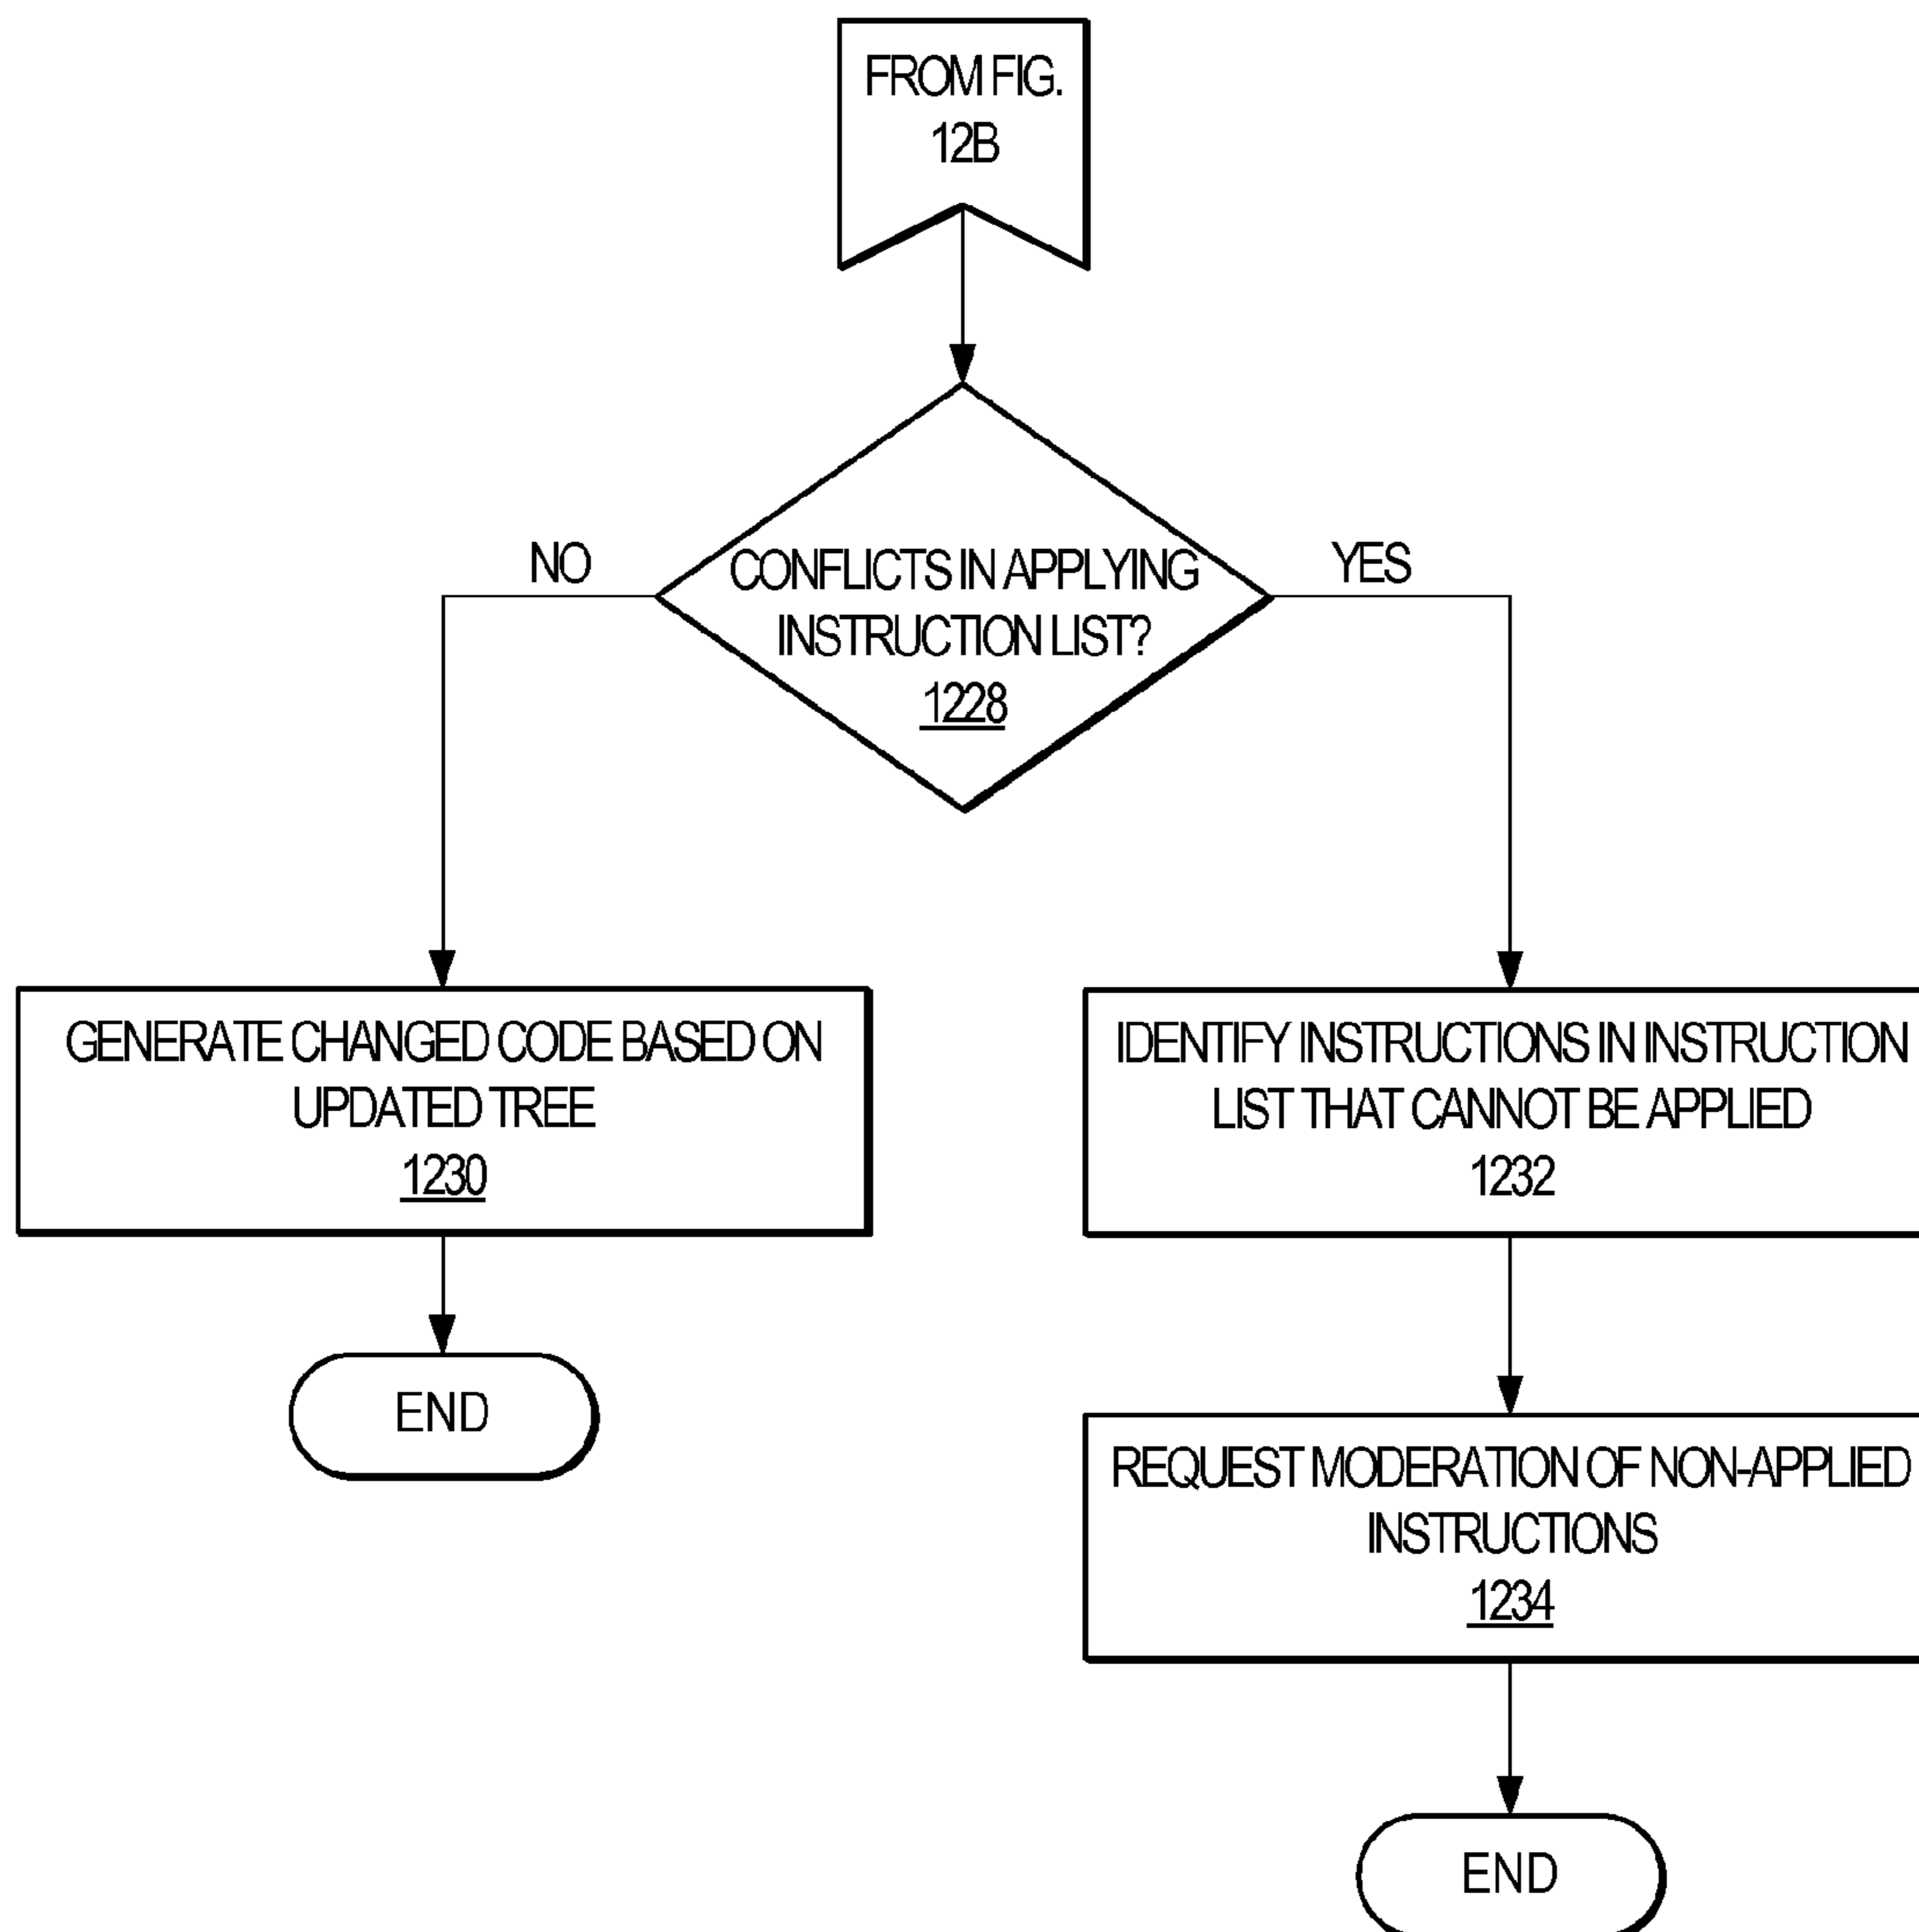 FROM FIG.
12B
CONFLICTS IN APPLYING
INSTRUCTION LIST?
1228
NO
YES
GENERATE CHANGED CODE BASED ON
UPDATED TREE
1230
END
IDENTIFY INSTRUCTIONS IN INSTRUCTION
LIST THAT CANNOT BE APPLIED
1232
REQUEST MODERATION OF NON-APPLIED
INSTRUCTIONS
1234
END